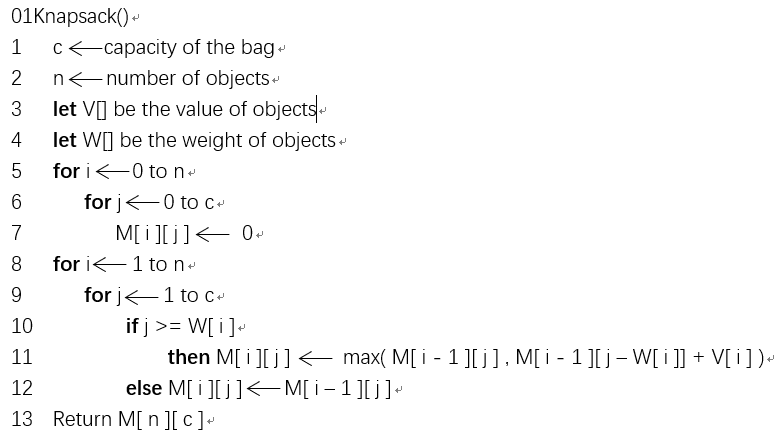 01Knapsack()
1 c ←capacity of the bag
2 n← number of objects
3 let V[] be the value of objects
4 let W[] be the weight of objects
5 for i ←0 to n
6 for j← 0 to c
7 M[ i ][ j ] ← 0
8 for i← 1 to n
9 for j← 1 to c
10 if j >= W[ i ]
11 then M[ i ][ j ] ← max( M[ i - 1 ][ j ] , M[ i - 1 ][ j – W[ i ]] + V[ i ] )
12 else M[ i ][ j ]←M[ i – 1 ][ j ]
13 Return M[ n ][ c ]